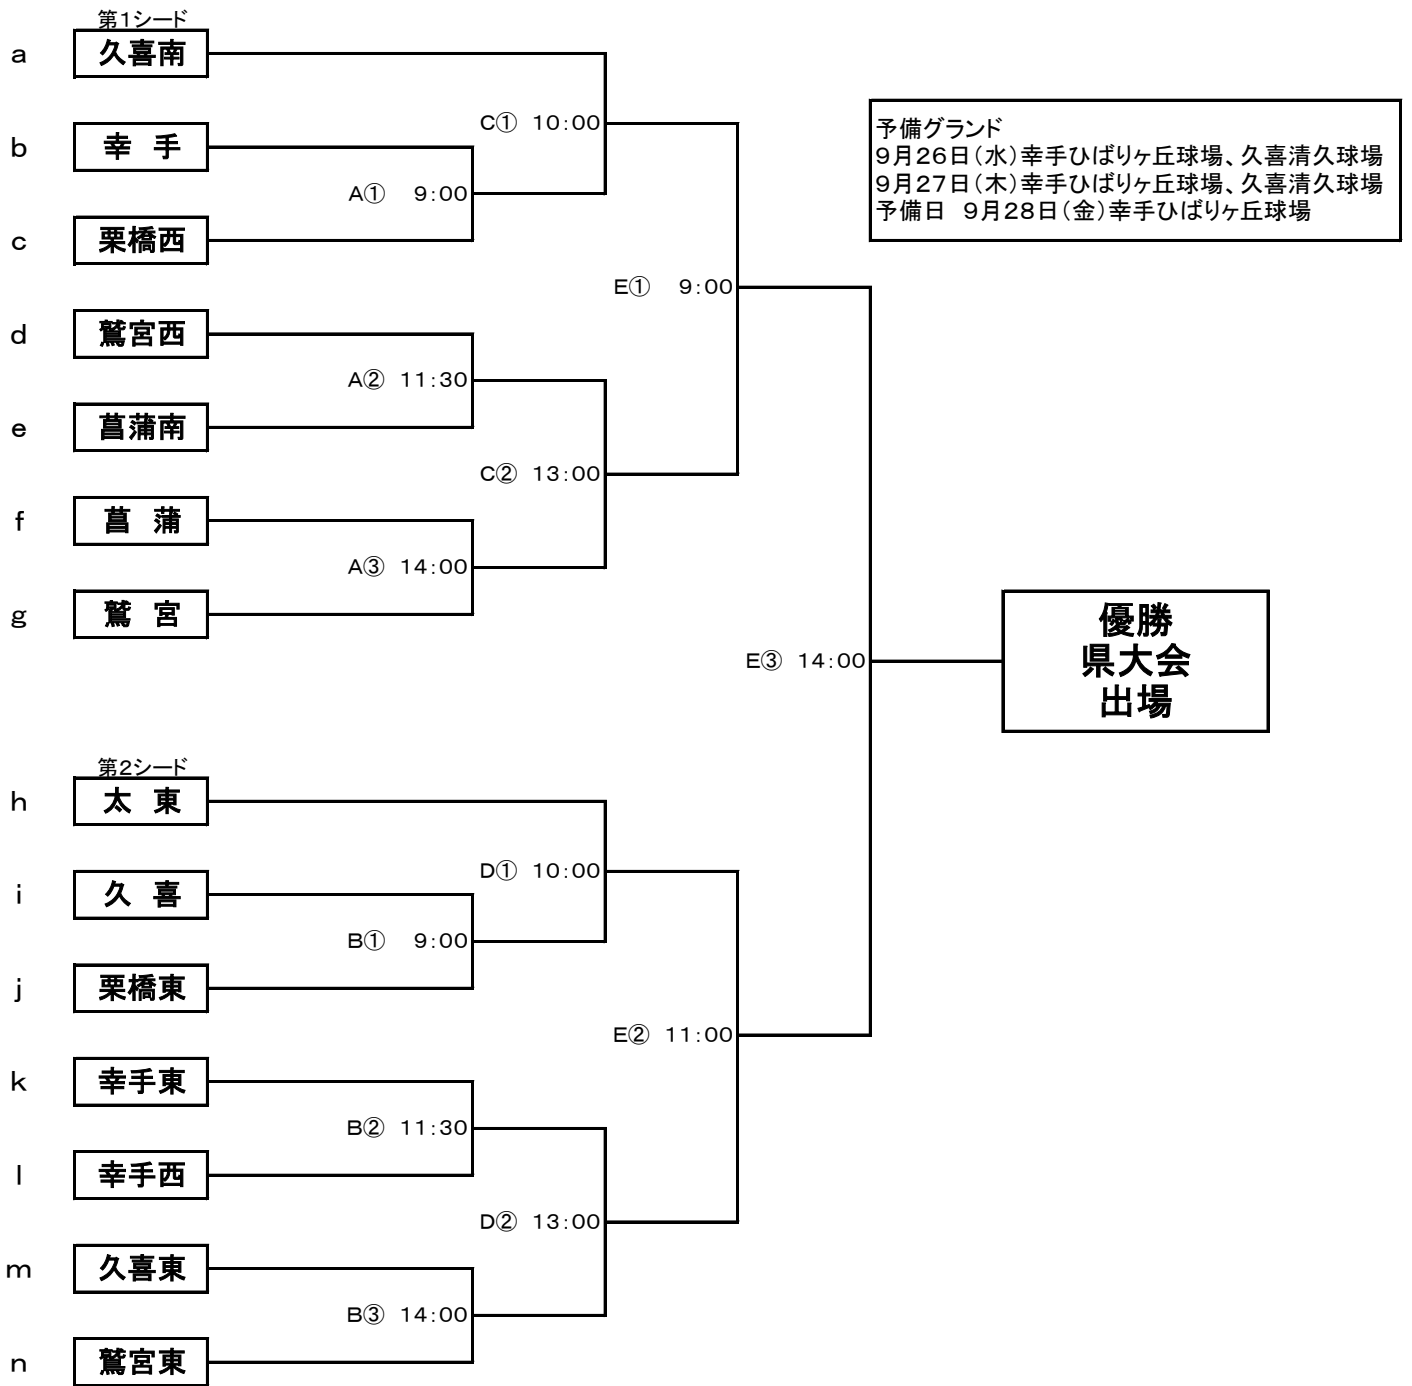 第1シード
a 久喜南
C① 10:00
b 幸　手
A① 9:00
c 栗橋西
E① 9:00
d 鷲宮西
A② 11:30
e 菖蒲南
C② 13:00
f 菖　蒲
A③ 14:00
g 鷲　宮
予備グランド
9月26日(水)幸手ひばりヶ丘球場、久喜清久球場
9月27日(木)幸手ひばりヶ丘球場、久喜清久球場
予備日　9月28日(金)幸手ひばりヶ丘球場
E③ 14:00
優勝
県大会
出場
第2シード
h 太　東
D① 10:00
i 久　喜
B① 9:00
j 栗橋東
E② 11:00
k 幸手東
B② 11:30
l 幸手西
D② 13:00
m 久喜東
B③ 14:00
n 鷲宮東